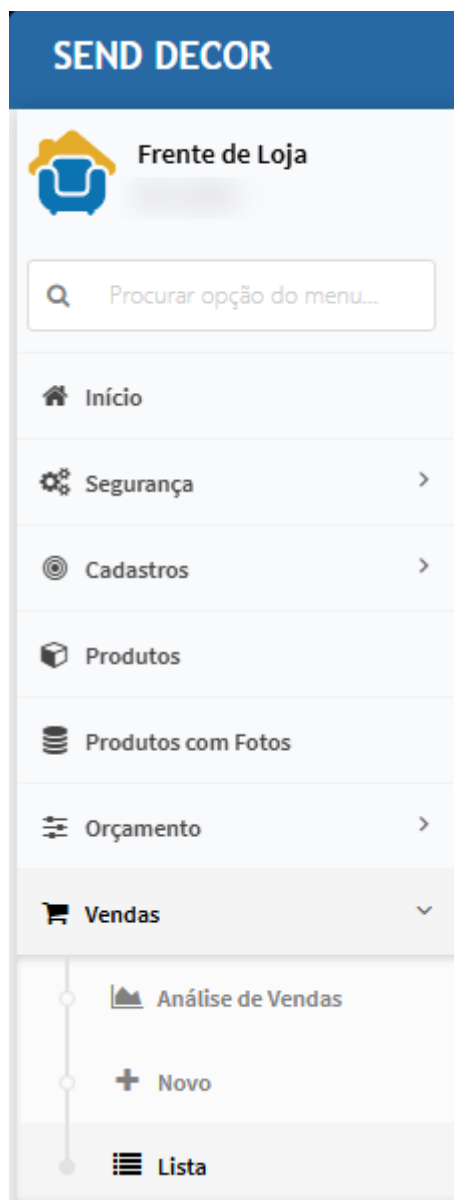 SEND DECOR
Frente de Loja
Procurar opção do menu...
Início
Segurança
Cadastros
Produtos
Produtos com Fotos
Orçamento
Vendas
Análise de Vendas
Novo
Lista